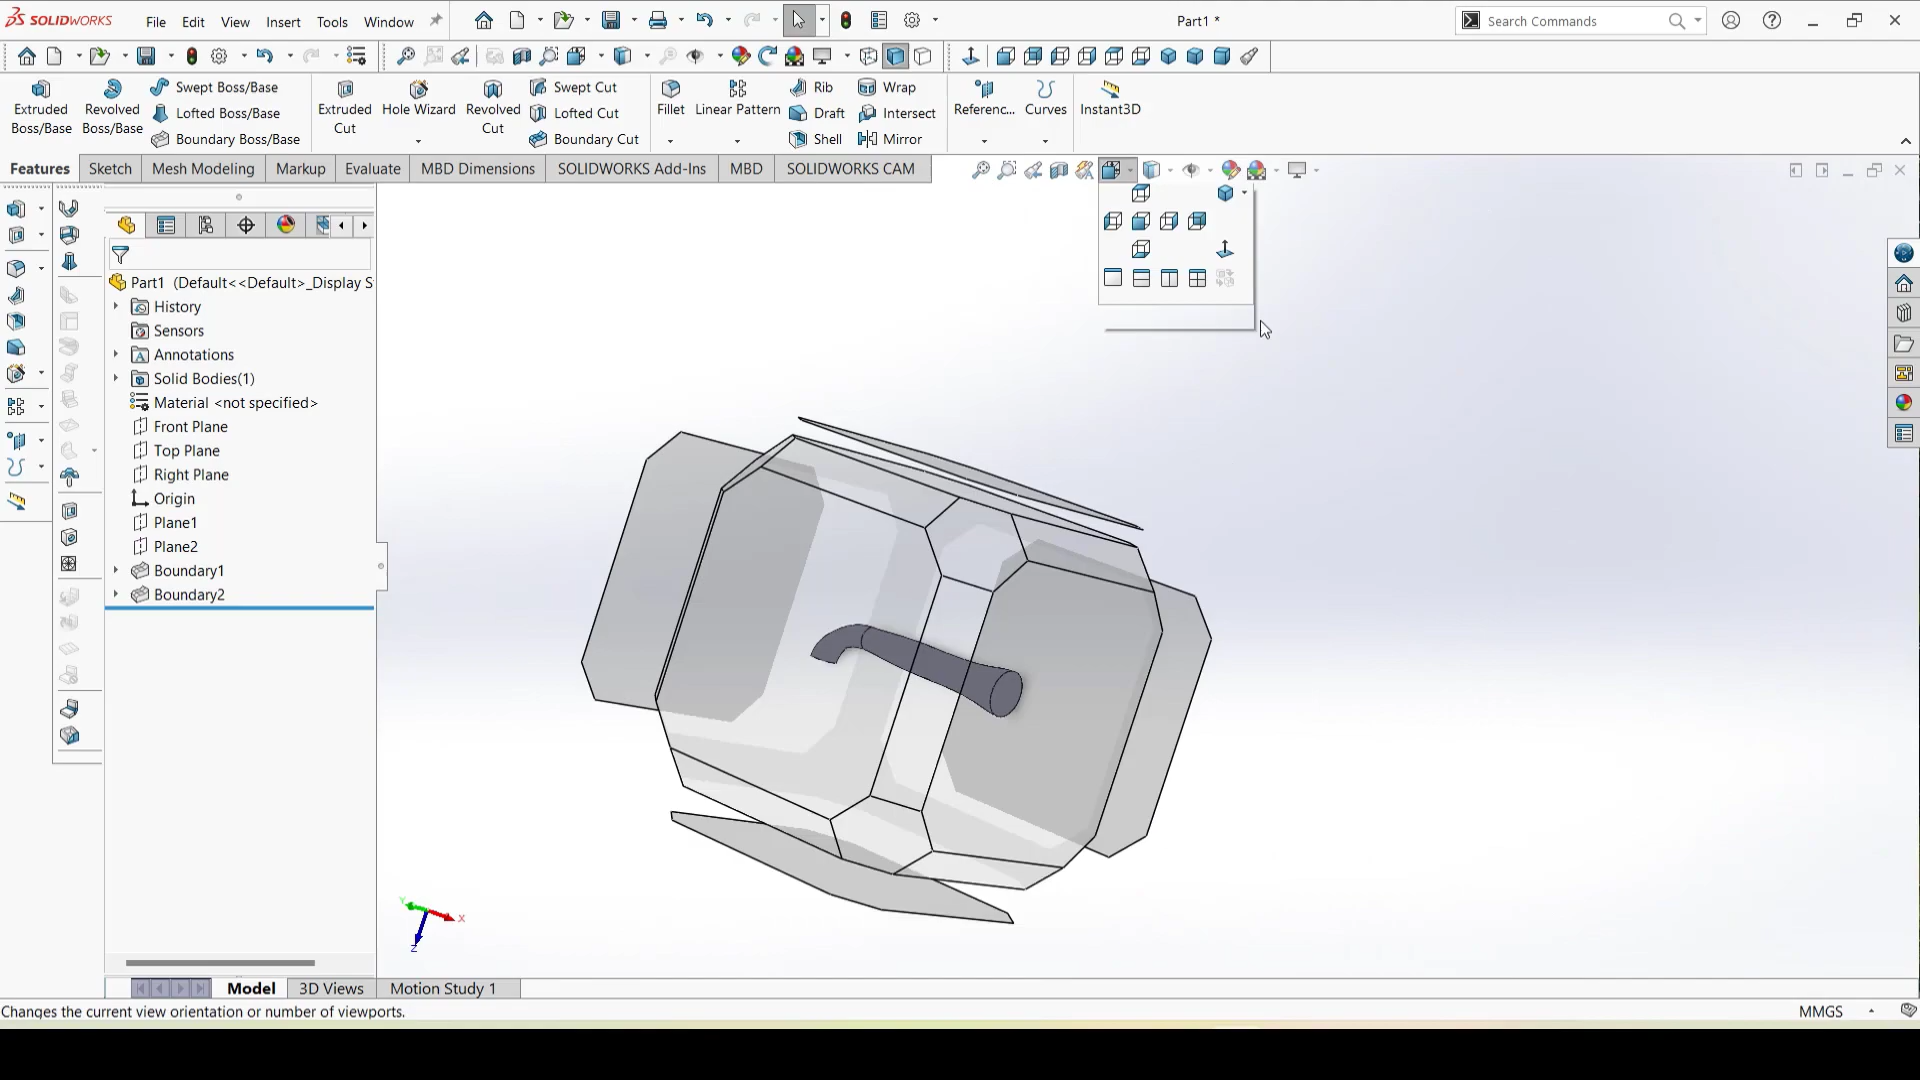 SOLIDWORKS
File
Edit
View
Insert
Tools
Window
Part1 *
Search Commands
Extruded Boss/Base
Revolved Boss/Base
Swept Boss/Base
Lofted Boss/Base
Boundary Boss/Base
Extruded Cut
Hole Wizard
Revolved Cut
Swept Cut
Lofted Cut
Boundary Cut
Fillet
Linear Pattern
Rib
Draft
Shell
Wrap
Intersect
Mirror
Referenc...
Curves
Instant3D
Features
Sketch
Mesh Modeling
Markup
Evaluate
MBD Dimensions
SOLIDWORKS Add-Ins
MBD
SOLIDWORKS CAM
Part1 (Default<<Default>_Display S
History
Sensors
Annotations
Solid Bodies(1)
Material <not specified>
Front Plane
Top Plane
Right Plane
Origin
Plane1
Plane2
Boundary1
Boundary2
Y
X
Z
Model
3D Views
Motion Study 1
Changes the current view orientation or number of viewports.
MMGS